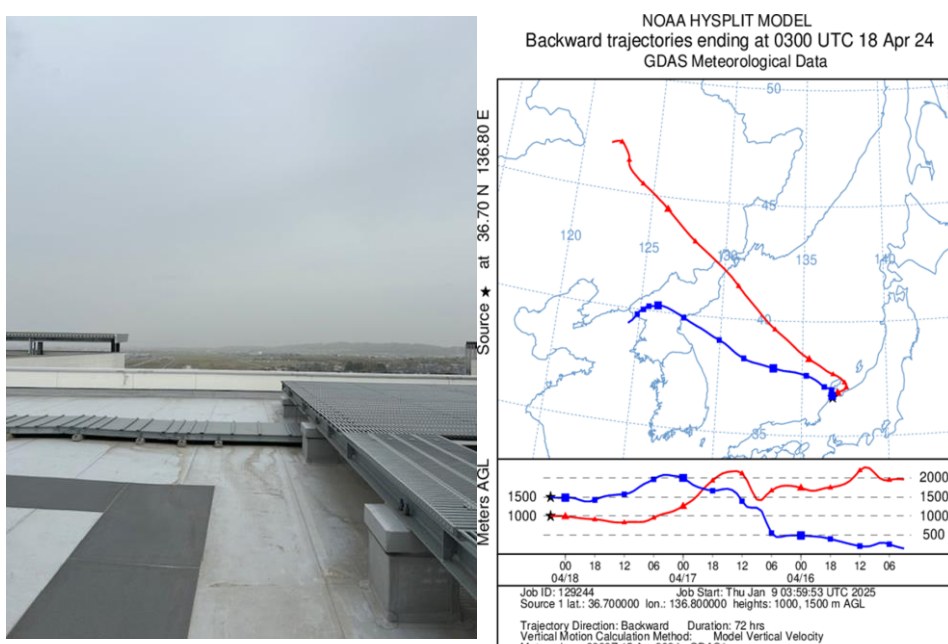 NOAA HYSPLIT MODEL
Backward trajectories ending at 0300 UTC 18 Apr 24
GDAS Meteorological Data
Source ★ at 36.70 N 136.80 E
50
45
120
125
130
135
140
40
35
Meters AGL
2000
1500
1500
1000
1000
500
18 12 06 00 18 12 06 00 18 12 06
04/18 04/17 04/16
Job ID: 129244 Job Start: Thu Jan 9 03:59:53 UTC 2025
Source 1 lat.: 36.700000 lon.: 136.800000 heights: 1000, 1500 m AGL
Trajectory Direction: Backward Duration: 72 hrs
Vertical Motion Calculation Method: Model Vertical Velocity